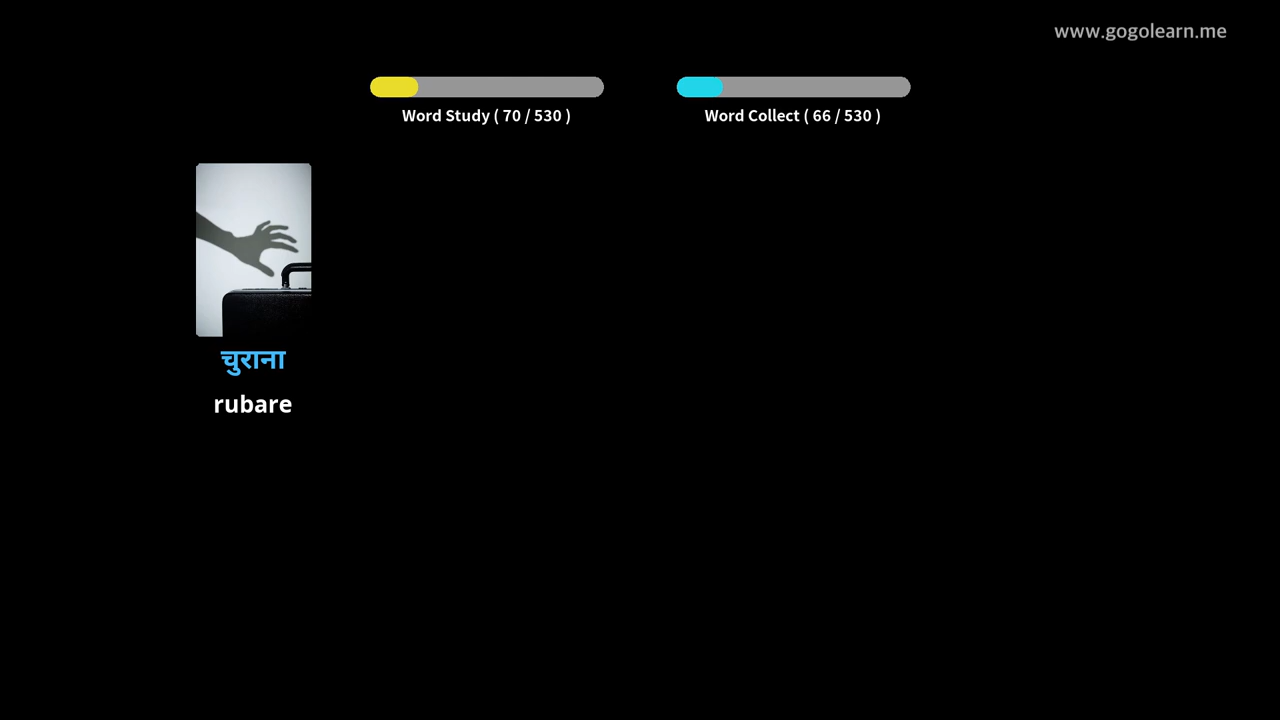 www.gogolearn.me
Word Study ( 70 / 530 )
Word Collect ( 66 / 530 )
चुराना
rubare